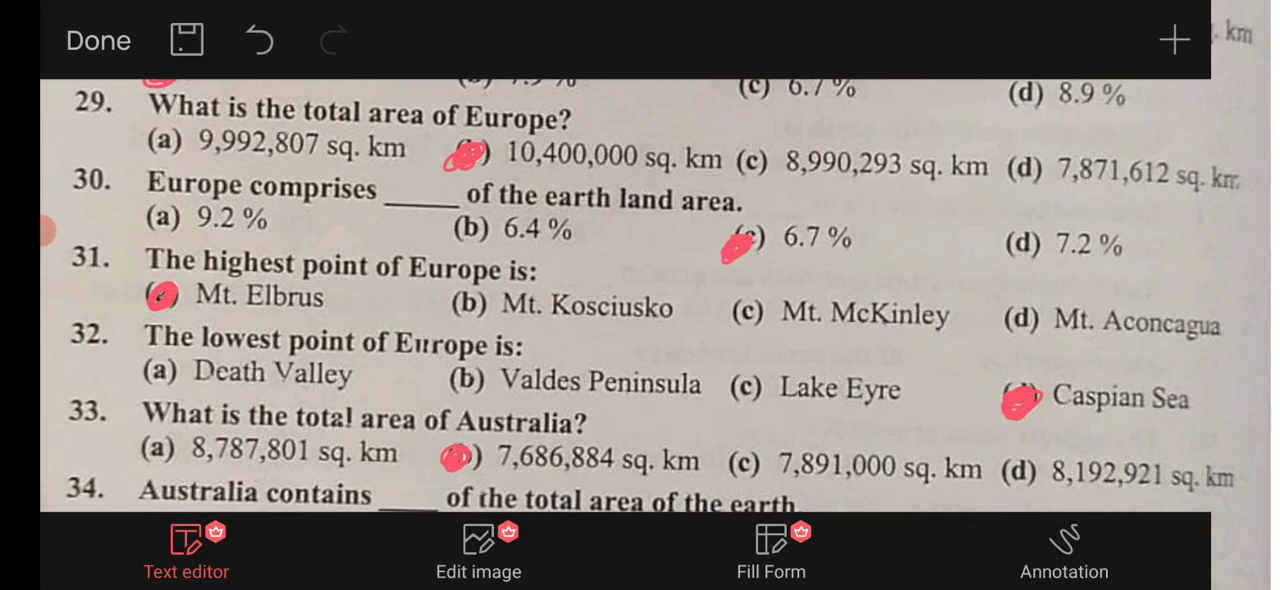 Done
. km
(c) 6.7 % (d) 8.9 %
29. What is the total area of Europe?
(a) 9,992,807 sq. km 10,400,000 sq. km (c) 8,990,293 sq. km (d) 7,871,612 sq. km
30. Europe comprises _____ of the earth land area.
(a) 9.2 % (b) 6.4 % (c) 6.7 % (d) 7.2 %
31. The highest point of Europe is:
Mt. Elbrus (b) Mt. Kosciusko (c) Mt. McKinley (d) Mt. Aconcagua
32. The lowest point of Europe is:
(a) Death Valley (b) Valdes Peninsula (c) Lake Eyre Caspian Sea
33. What is the total area of Australia?
(a) 8,787,801 sq. km 7,686,884 sq. km (c) 7,891,000 sq. km (d) 8,192,921 sq. km
34. Australia contains ____ of the total area of the earth
Text editor Edit image Fill Form Annotation